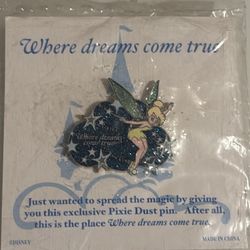 Where dreams come true
Where dreams
come true
Just wanted to spread the magic by giving
you this exclusive Pixie Dust pin. After all,
this is the place Where dreams come true.
©DISNEY
MADE IN CHINA